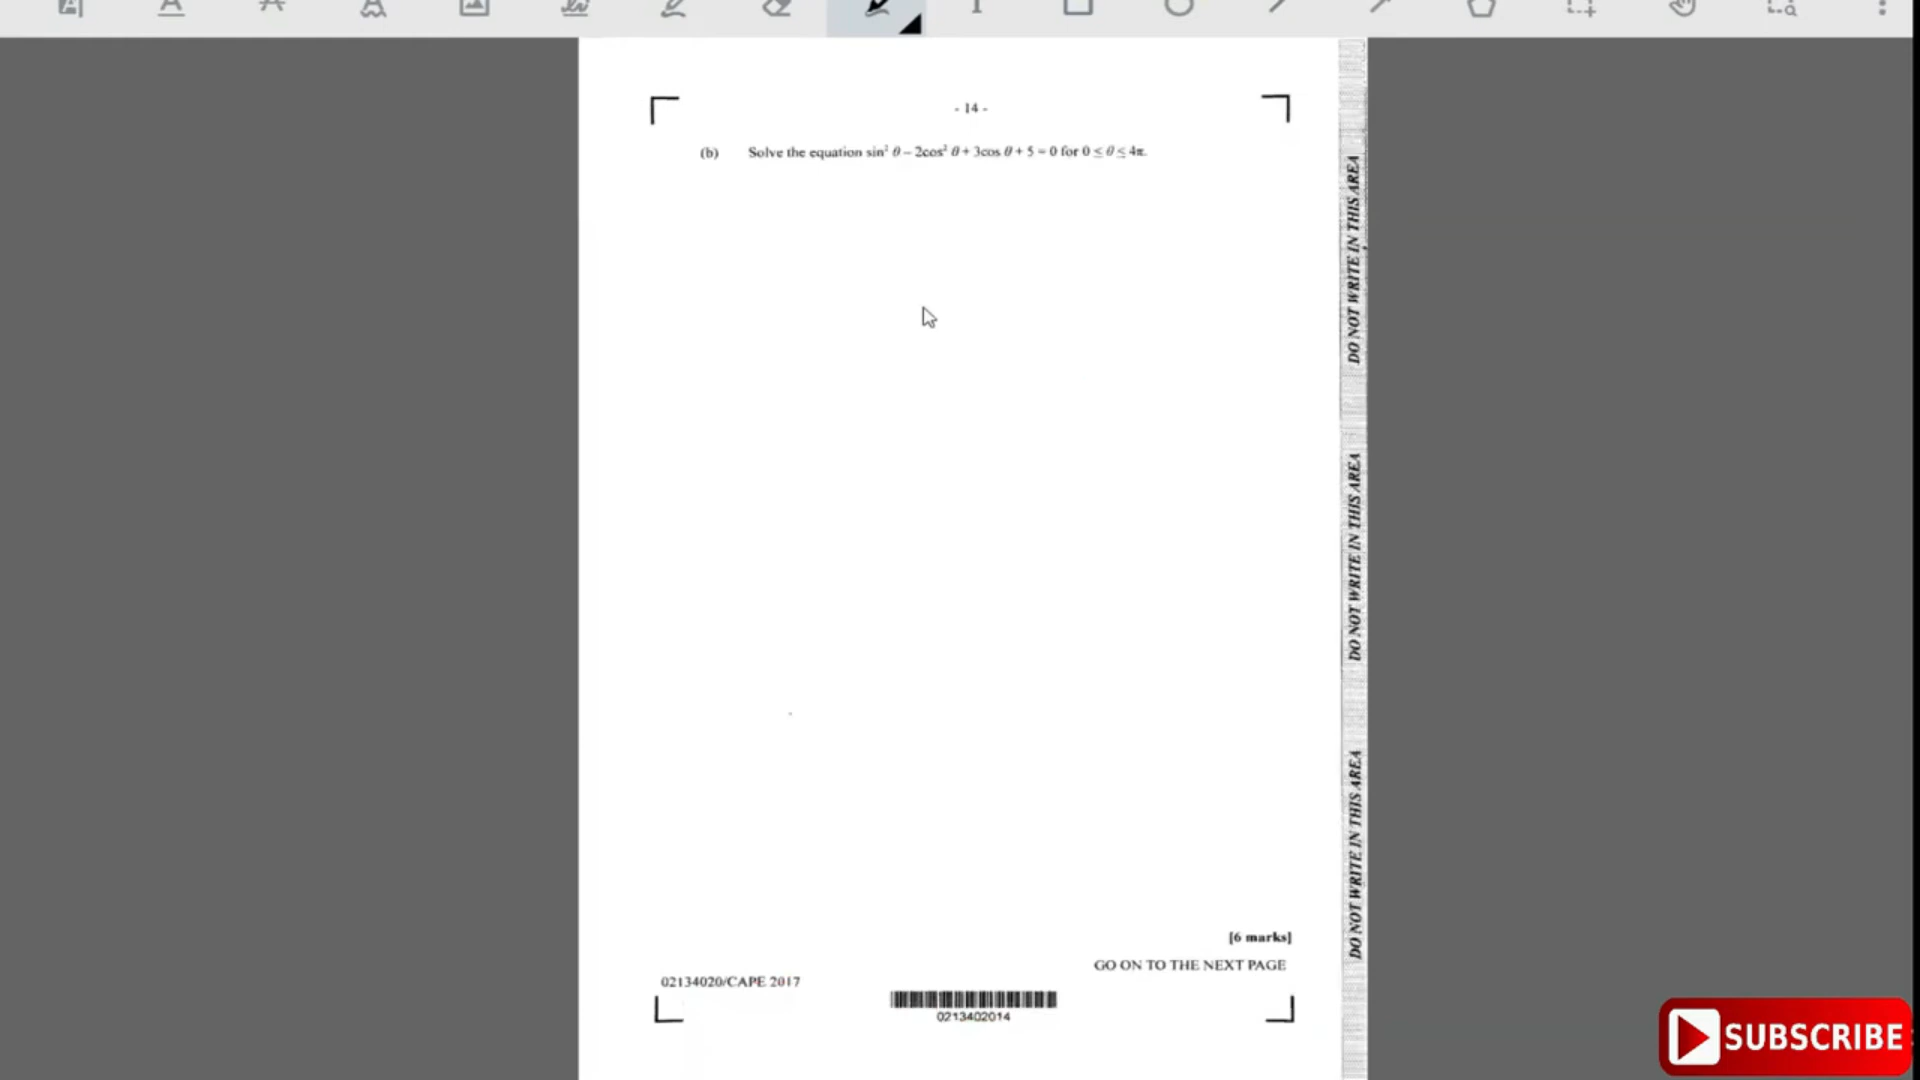 - 14 -
(b) Solve the equation sin² θ – 2cos² θ + 3cos θ + 5 = 0 for 0 ≤ θ ≤ 4π.
DO NOT WRITE IN THIS AREA
DO NOT WRITE IN THIS AREA
DO NOT WRITE IN THIS AREA
[6 marks]
GO ON TO THE NEXT PAGE
02134020/CAPE 2017
0213402014
SUBSCRIBE